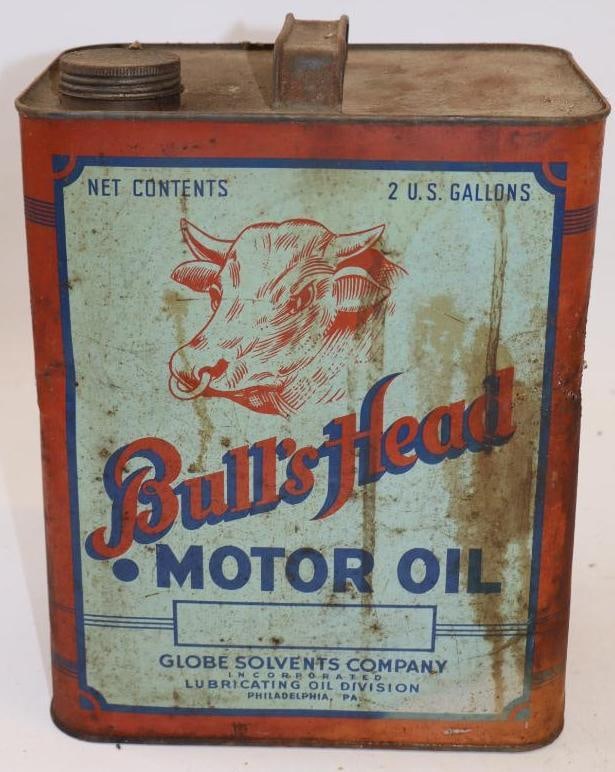 NET CONTENTS 2 U.S. GALLONS
Bull's Head
• MOTOR OIL
GLOBE SOLVENTS COMPANY
INCORPORATED
LUBRICATING OIL DIVISION
PHILADELPHIA, PA.